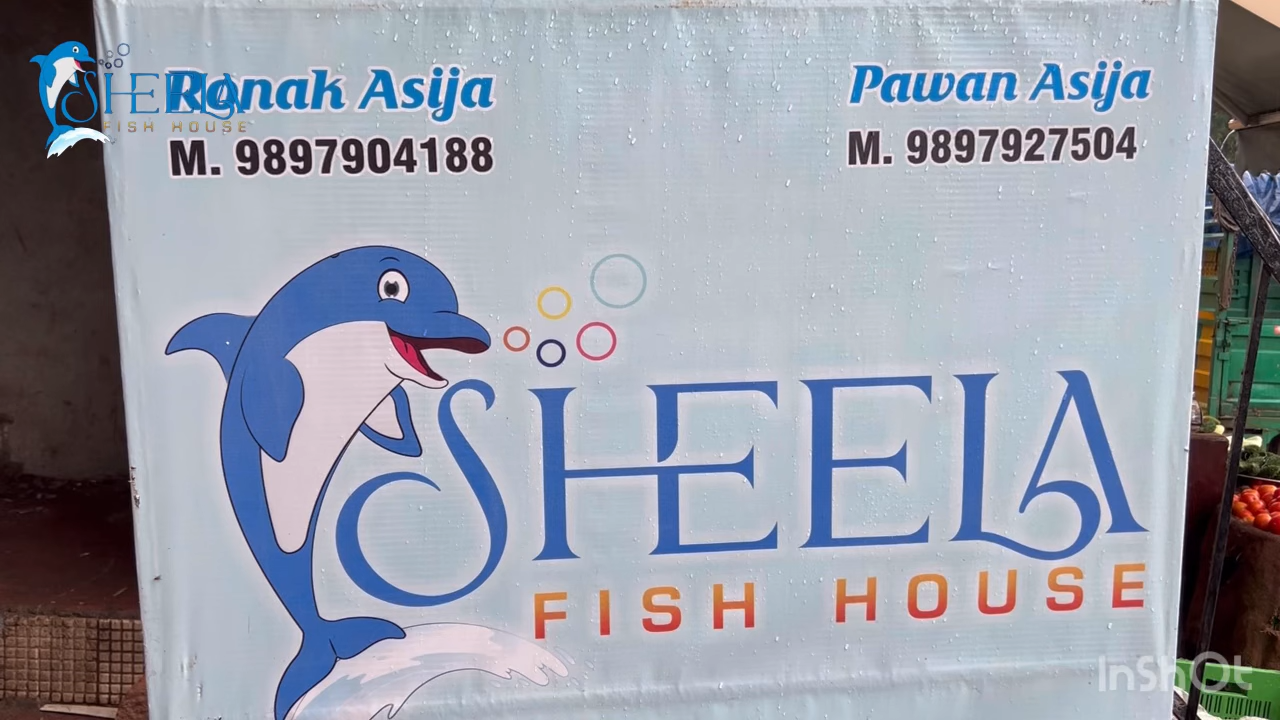 SHEELA
FISH HOUSE
Ronak Asija
M. 9897904188
Pawan Asija
M. 9897927504
SHEELA
FISH HOUSE
InShOt